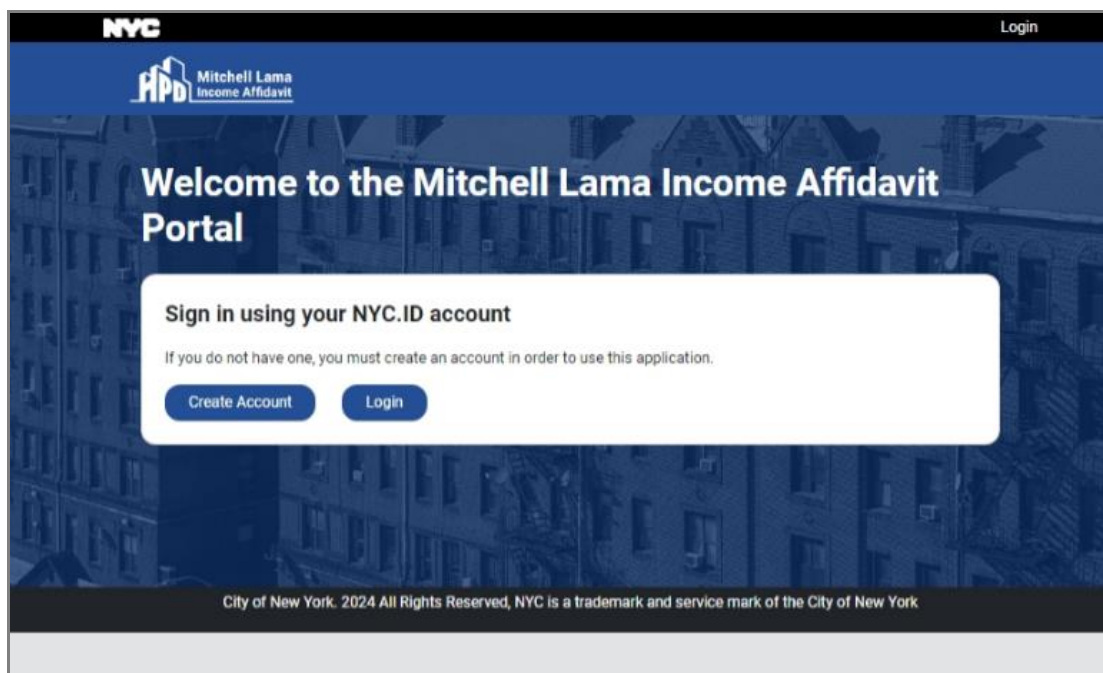 NYC
Login
HPD
Mitchell Lama
Income Affidavit
Welcome to the Mitchell Lama Income Affidavit
Portal
Sign in using your NYC.ID account
If you do not have one, you must create an account in order to use this application.
Create Account
Login
City of New York. 2024 All Rights Reserved, NYC is a trademark and service mark of the City of New York